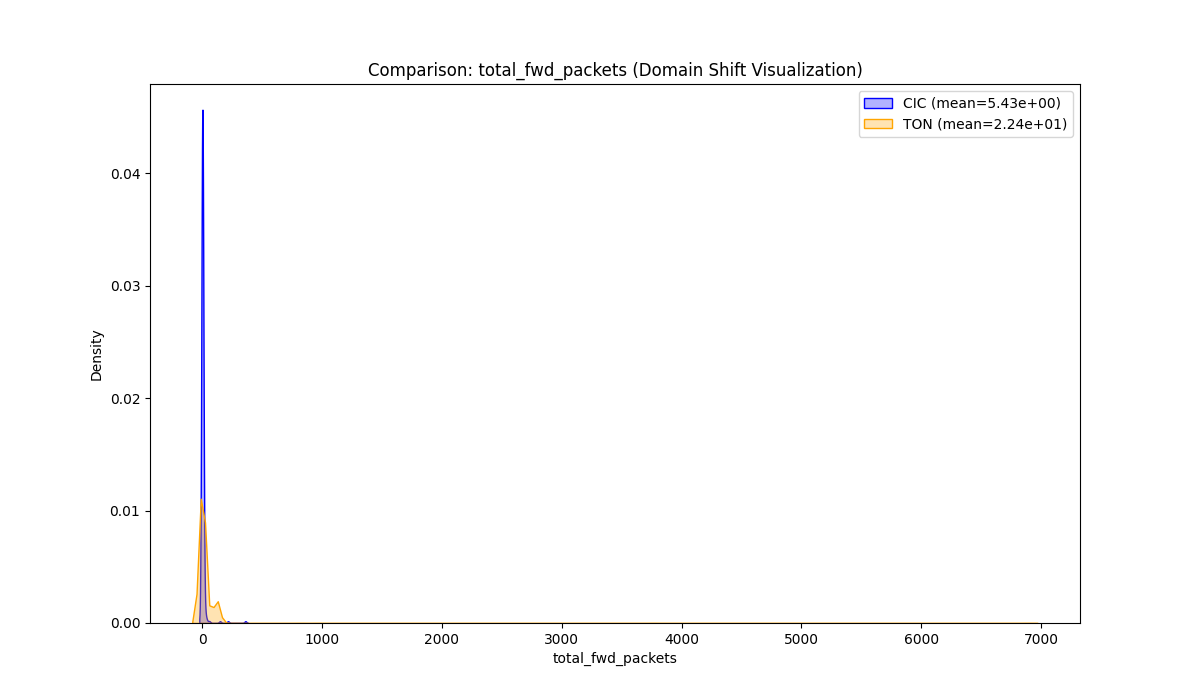 Comparison: total_fwd_packets (Domain Shift Visualization)
CIC (mean=5.43e+00)
TON (mean=2.24e+01)
Density
0.04
0.03
0.02
0.01
0.00
0 1000 2000 3000 4000 5000 6000 7000
total_fwd_packets